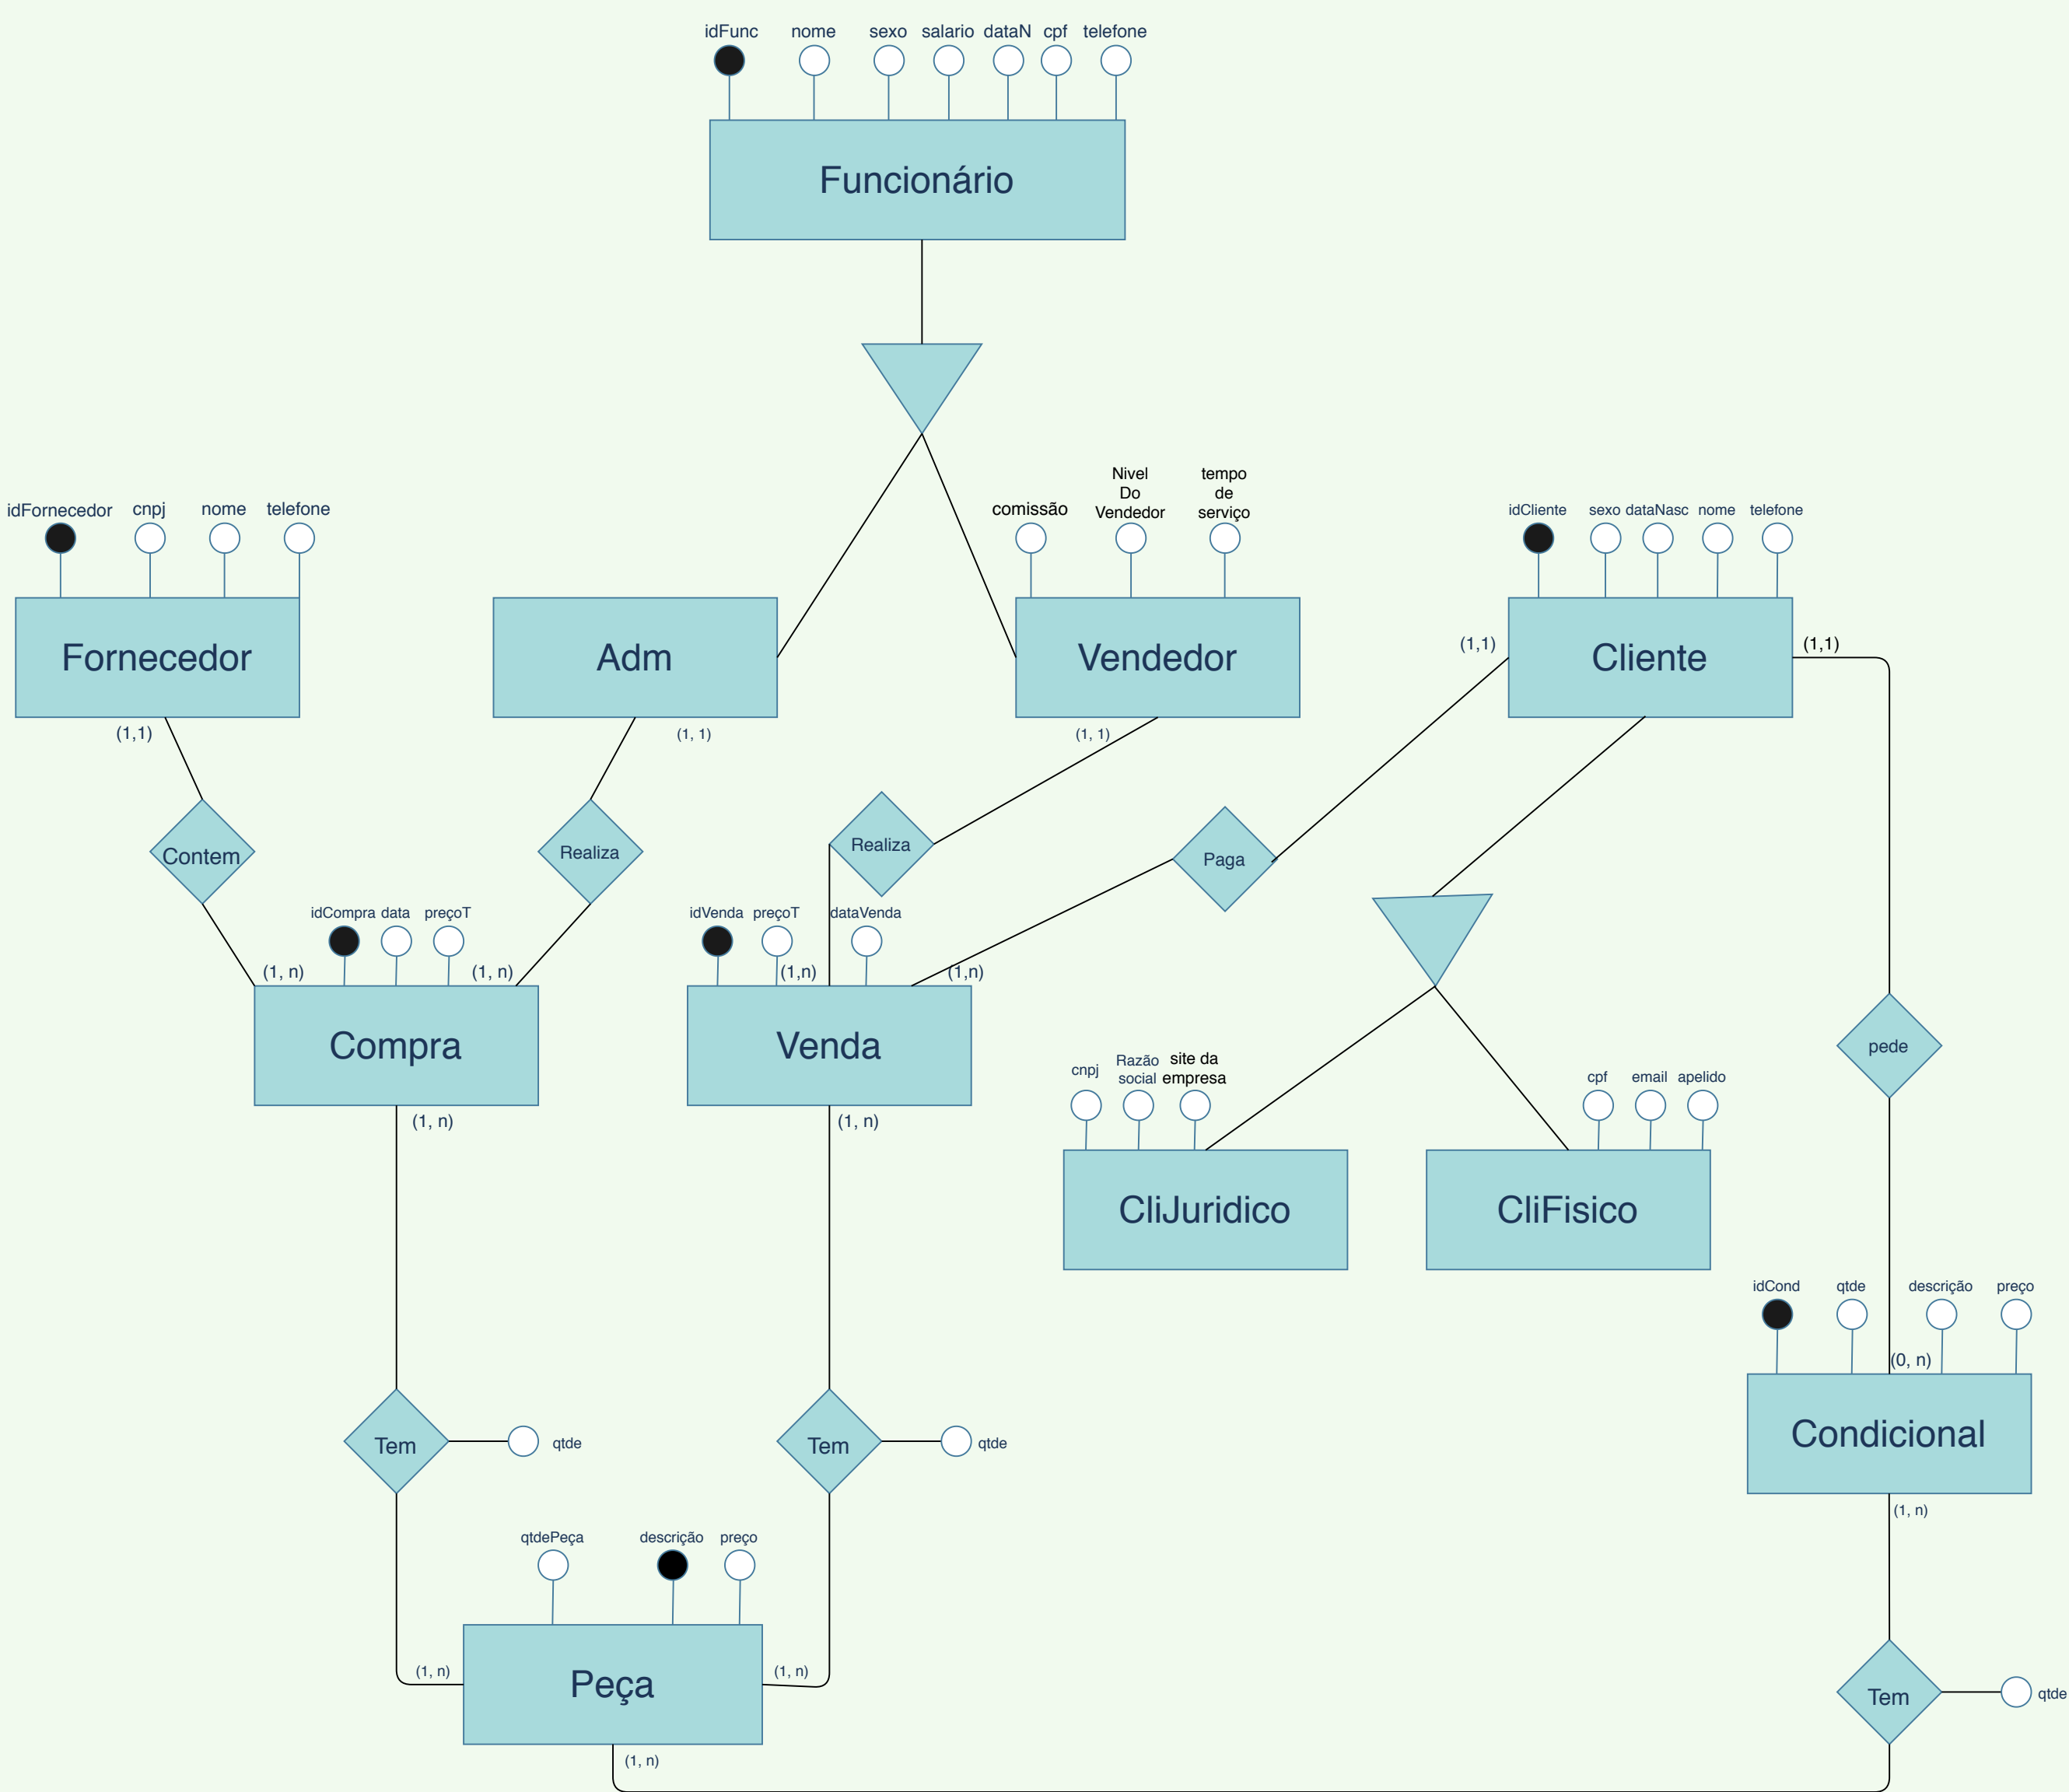 idFunc nome sexo salario dataN cpf telefone
Funcionário
Nivel
Do
Vendedor
tempo
de
serviço
comissão
idFornecedor cnpj nome telefone
idCliente sexo dataNasc nome telefone
Fornecedor
Adm
Vendedor
Cliente
(1,1)
(1,1)
(1,1)
(1, 1)
(1, 1)
Contem
Realiza
Realiza
Paga
idCompra data preçoT
idVenda preçoT dataVenda
(1, n)
(1, n)
(1,n)
(1,n)
Compra
Venda
pede
(1, n)
(1, n)
cnpj
Razão
social
site da
empresa
cpf email apelido
CliJuridico
CliFisico
idCond qtde descrição preço
(0, n)
Condicional
(1, n)
Tem
qtde
Tem
qtde
qtdePeça descrição preço
(1, n)
(1, n)
Peça
(1, n)
Tem
qtde